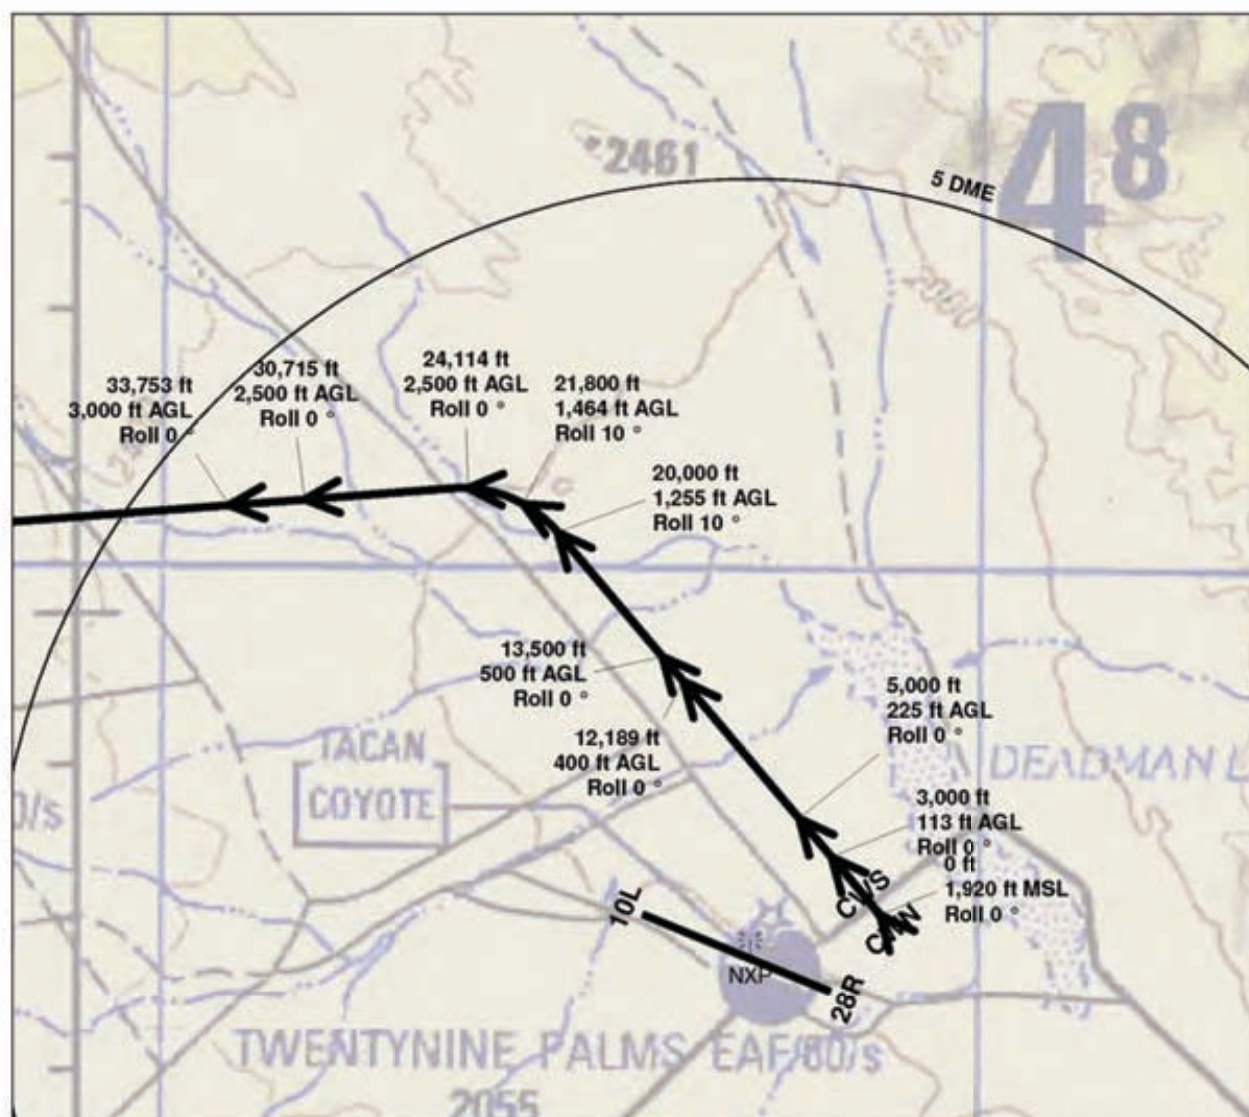 2461
48
5 DME
33,753 ft
3,000 ft AGL
Roll 0 °
30,715 ft
2,500 ft AGL
Roll 0 °
24,114 ft
2,500 ft AGL
Roll 0 °
21,800 ft
1,464 ft AGL
Roll 10 °
20,000 ft
1,255 ft AGL
Roll 10 °
13,500 ft
500 ft AGL
Roll 0 °
12,189 ft
400 ft AGL
Roll 0 °
5,000 ft
225 ft AGL
Roll 0 °
TACAN
COYOTE
0/s
DEADMAN L
3,000 ft
113 ft AGL
Roll 0 °
0 ft
1,920 ft MSL
Roll 0 °
10L
NXP
28R
TWENTYNINE PALMS EAF/80/s
2055